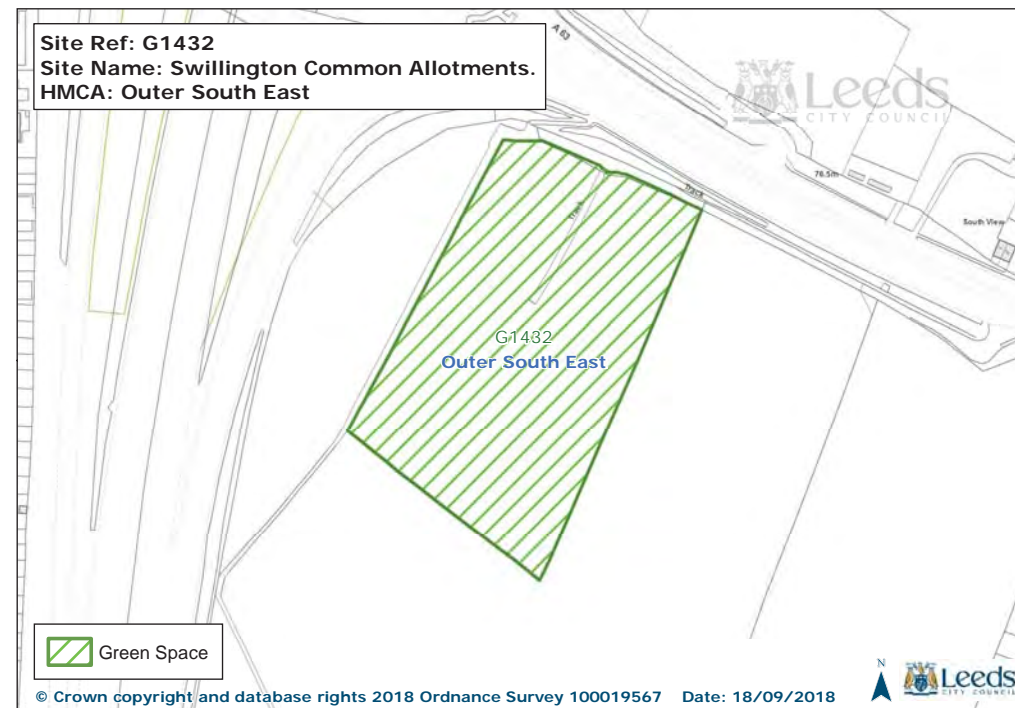 Site Ref: G1432
Site Name: Swillington Common Allotments.
HMCA: Outer South East
A 63
Leeds
CITY COUNCIL
78.5m
Track
South View
Track
G1432
Outer South East
Green Space
N
Leeds
CITY COUNCIL
© Crown copyright and database rights 2018 Ordnance Survey 100019567 Date: 18/09/2018